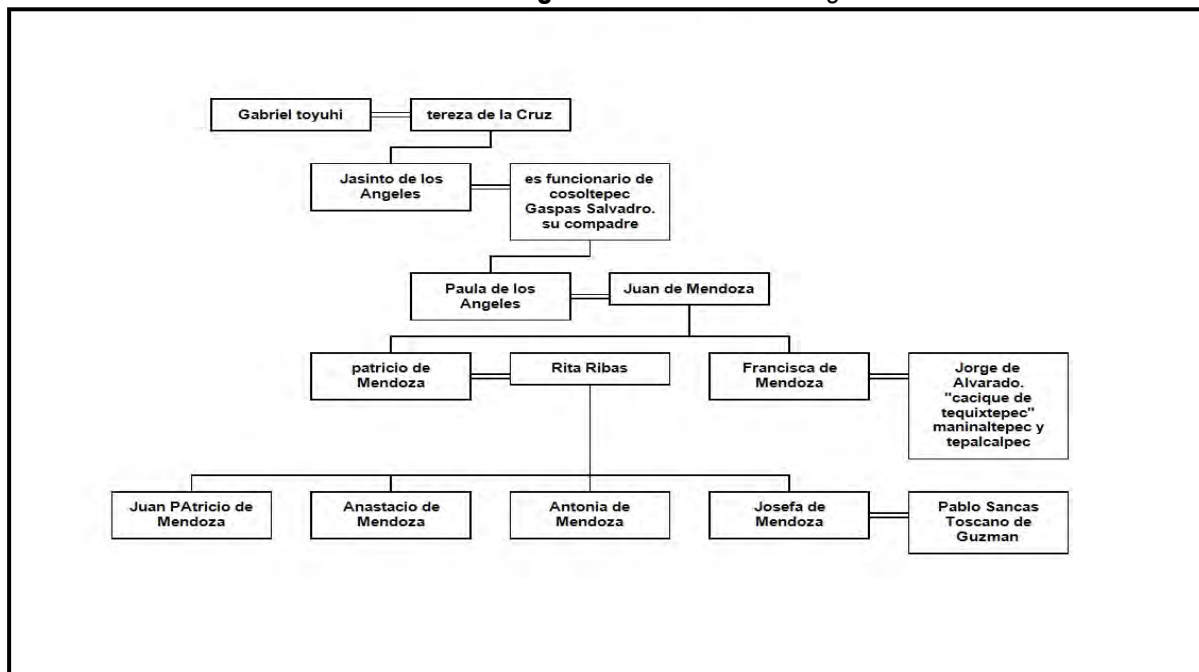 Gabriel toyuhi
tereza de la Cruz
Jasinto de los
Angeles
es funcionario de
cosoltepec
Gaspas Salvadro.
su compadre
Paula de los
Angeles
Juan de Mendoza
patricio de
Mendoza
Rita Ribas
Francisca de
Mendoza
Jorge de
Alvarado.
"cacique de
tequixtepec"
maninaltepec y
tepalcalpec
Juan PAtricio de
Mendoza
Anastacio de
Mendoza
Antonia de
Mendoza
Josefa de
Mendoza
Pablo Sancas
Toscano de
Guzman